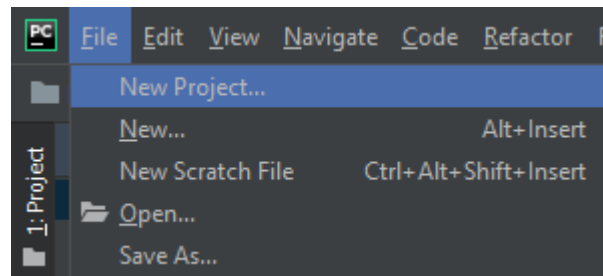 PC File Edit View Navigate Code Refactor
New Project...
New... Alt+Insert
New Scratch File Ctrl+Alt+Shift+Insert
Open...
Save As...
1: Project